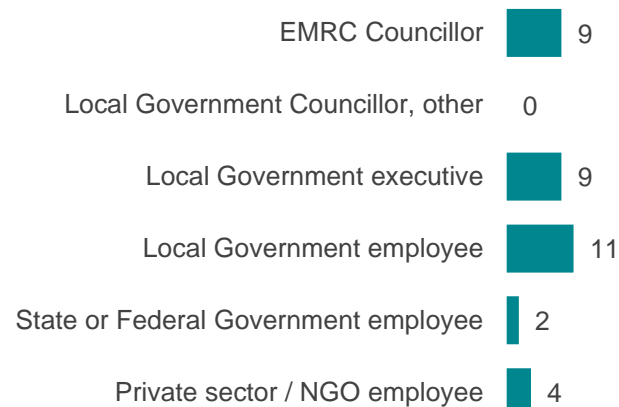 EMRC Councillor 9
Local Government Councillor, other 0
Local Government executive 9
Local Government employee 11
State or Federal Government employee 2
Private sector / NGO employee 4